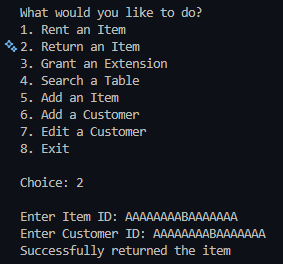 What would you like to do?
1. Rent an Item
2. Return an Item
3. Grant an Extension
4. Search a Table
5. Add an Item
6. Add a Customer
7. Edit a Customer
8. Exit
Choice: 2
Enter Item ID: AAAAAAAABAAAAAAA
Enter Customer ID: AAAAAAAABAAAAAAA
Successfully returned the item